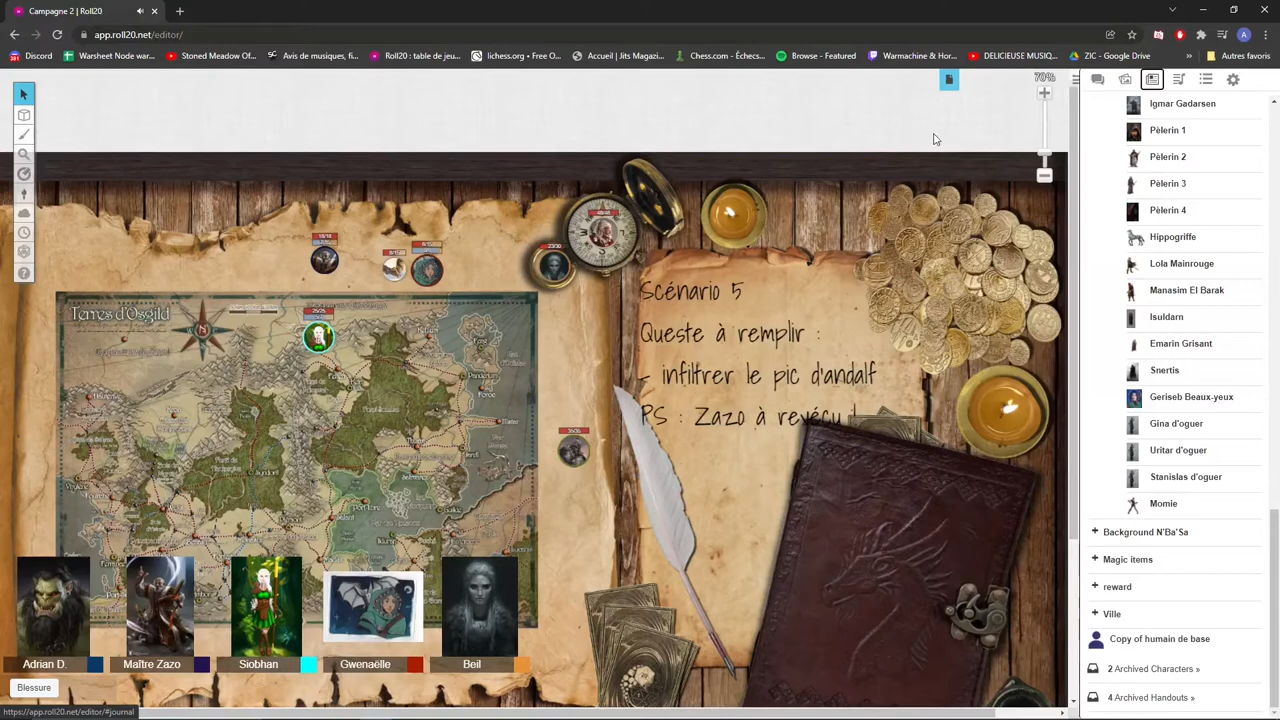 Campagne 2 | Roll20
app.roll20.net/editor/
Discord
Warsheet Node war...
Stoned Meadow Of...
Avis de musiques, fi...
Roll20 : table de jeu...
lichess.org • Free O...
Accueil | Jits Magazi...
Chess.com - Échecs...
Browse - Featured
Warmachine & Hor...
DELICIEUSE MUSIQ...
ZIC - Google Drive
Autres favoris
70%
Igmar Gadarsen
Pèlerin 1
Pèlerin 2
Pèlerin 3
Pèlerin 4
Hippogriffe
Lola Mainrouge
Manasim El Barak
Isuldarn
Emarin Grisant
Snertis
Geriseb Beaux-yeux
Gina d'oguer
Uritar d'oguer
Stanislas d'oguer
Momie
Background N'Ba'Sa
Magic items
reward
Ville
Copy of humain de base
2 Archived Characters »
4 Archived Handouts »
Terres d'Osgild
N
Scénario 5
Queste à remplir :
- infiltrer le pic d'andalf
PS : Zazo à revécu !
Adrian D.
Maître Zazo
Siobhan
Gwenaëlle
Beil
Blessure
https://app.roll20.net/editor/#journal